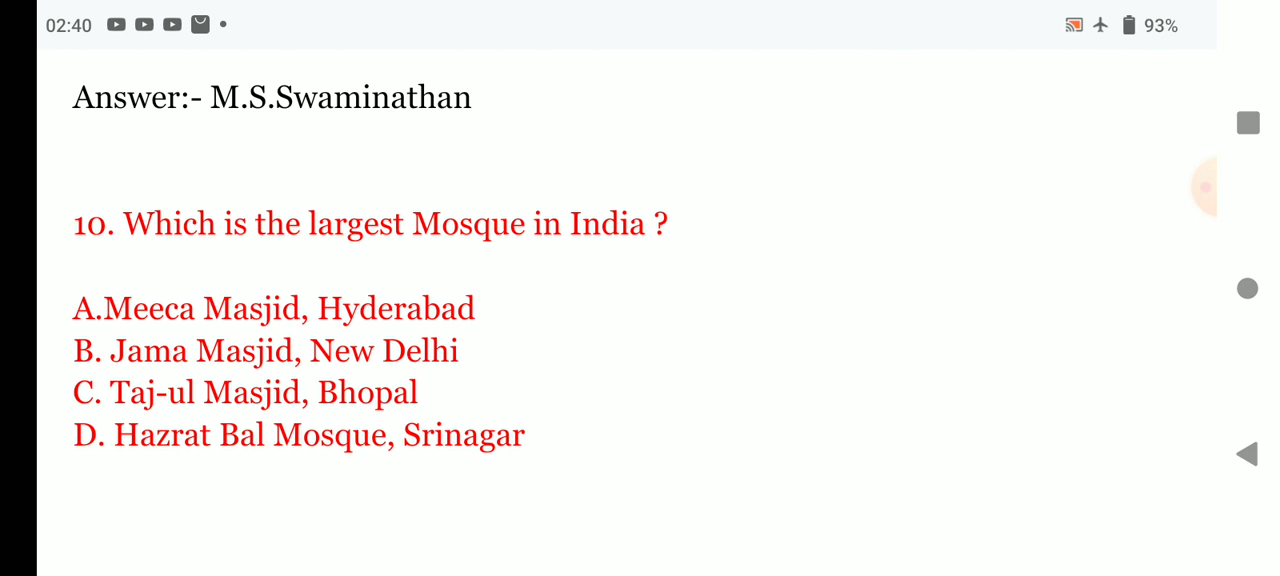 02:40
93%
Answer:- M.S.Swaminathan
10. Which is the largest Mosque in India ?
A.Meeca Masjid, Hyderabad
B. Jama Masjid, New Delhi
C. Taj-ul Masjid, Bhopal
D. Hazrat Bal Mosque, Srinagar